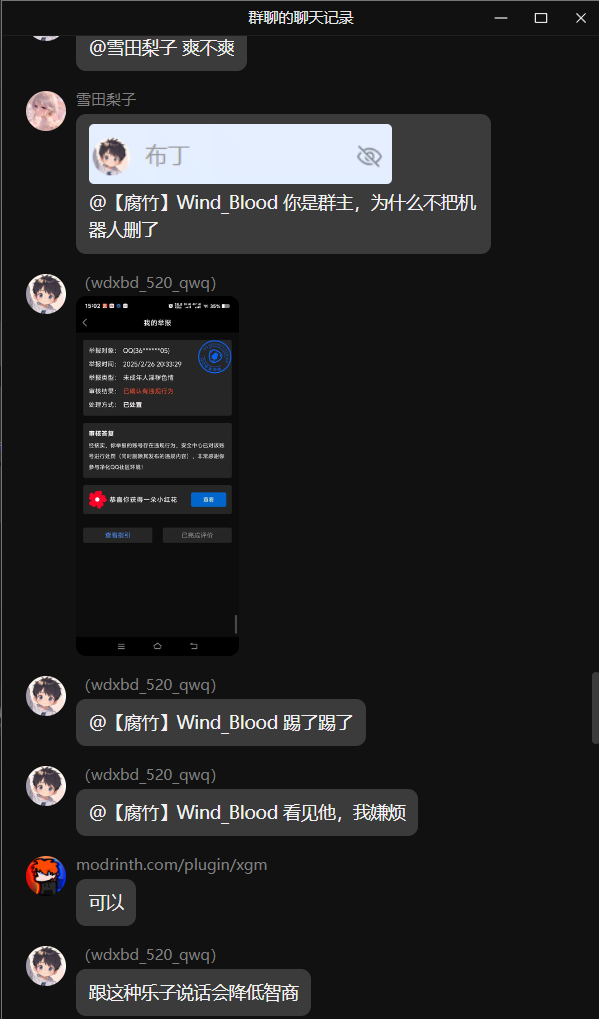 群聊的聊天记录
@雪田梨子 爽不爽
雪田梨子
布丁
@【腐竹】Wind_Blood 你是群主，为什么不把机
器人删了
（wdxbd_520_qwq）
15:02
35%
我的举报
举报对象： QQ(36******05)
举报时间： 2025/2/26 20:33:29
举报类型： 未成年人淫秽色情
审核结果： 已确认有违规行为
处理方式： 已处置
审核答复
经核实，你举报的账号存在违规行为，安全中心已对该账
号进行处罚（同时删除其发布的违规内容），非常感谢你
参与净化QQ社区环境！
恭喜你获得一朵小红花
查看
查看指引
已完成评价
（wdxbd_520_qwq）
@【腐竹】Wind_Blood 踢了踢了
（wdxbd_520_qwq）
@【腐竹】Wind_Blood 看见他，我嫌烦
modrinth.com/plugin/xgm
可以
（wdxbd_520_qwq）
跟这种乐子说话会降低智商